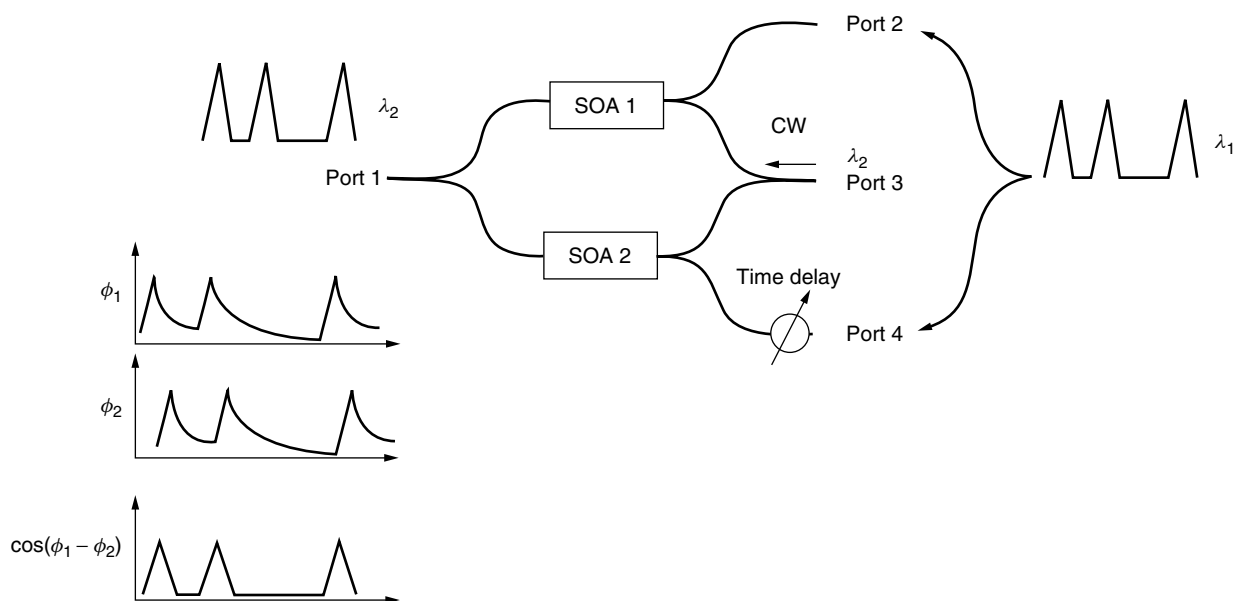 Port 2
λ2
SOA 1
CW
λ2
λ1
Port 1
Port 3
SOA 2
Time delay
ϕ1
Port 4
ϕ2
cos(ϕ1 − ϕ2)